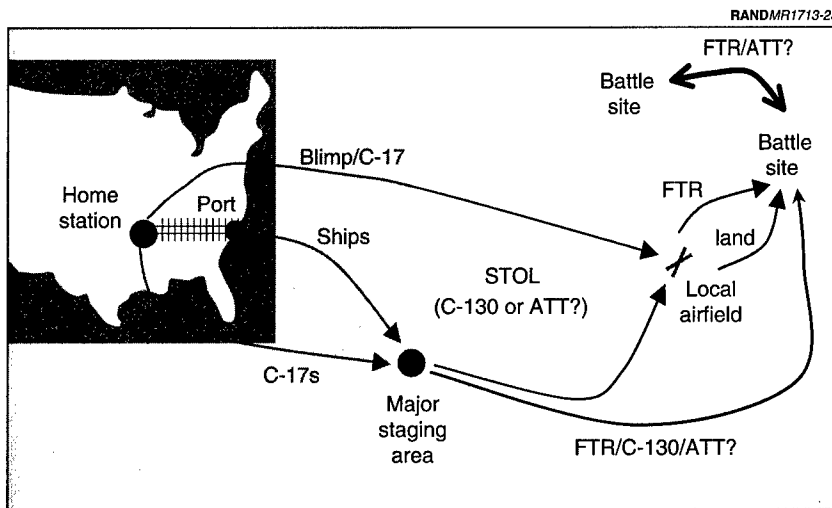 RANDMR1713-2
FTR/ATT?
Battle
site
Battle
site
Blimp/C-17
FTR
Home
station
Port
land
Ships
STOL
(C-130 or ATT?)
Local
airfield
C-17s
Major
staging
area
FTR/C-130/ATT?